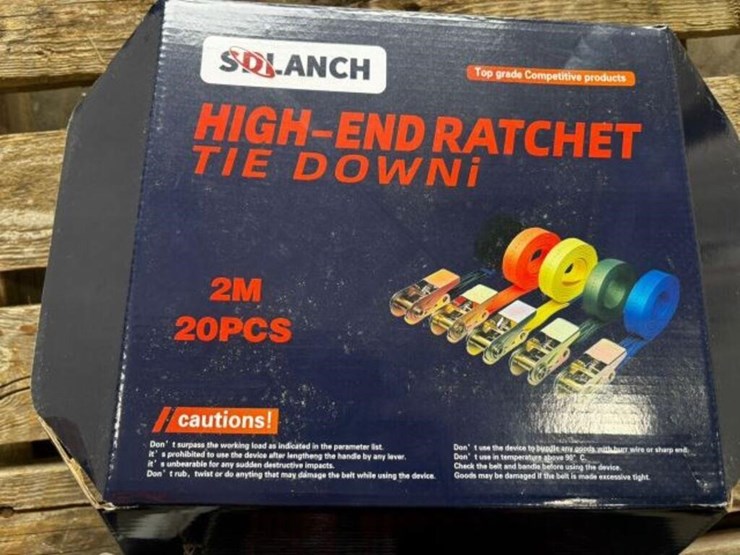 SDLANCH
Top grade Competitive products
HIGH-END RATCHET
TIE DOWNi
2M
20PCS
cautions!
Don' t surpass the working load as indicated in the parameter list.
it' s prohibited to use the device after lengtheng the handle by any lever.
it' s unbearable for any sudden destructive impacts.
Don' t rub, twist or do anyting that may damage the belt while using the device.
Don' t use the device to bundle any goods with burr wire or sharp end.
Don' t use in temperature above 90° C.
Check the belt and bandle before using the device.
Goods may be damaged if the belt is made excessive tight.